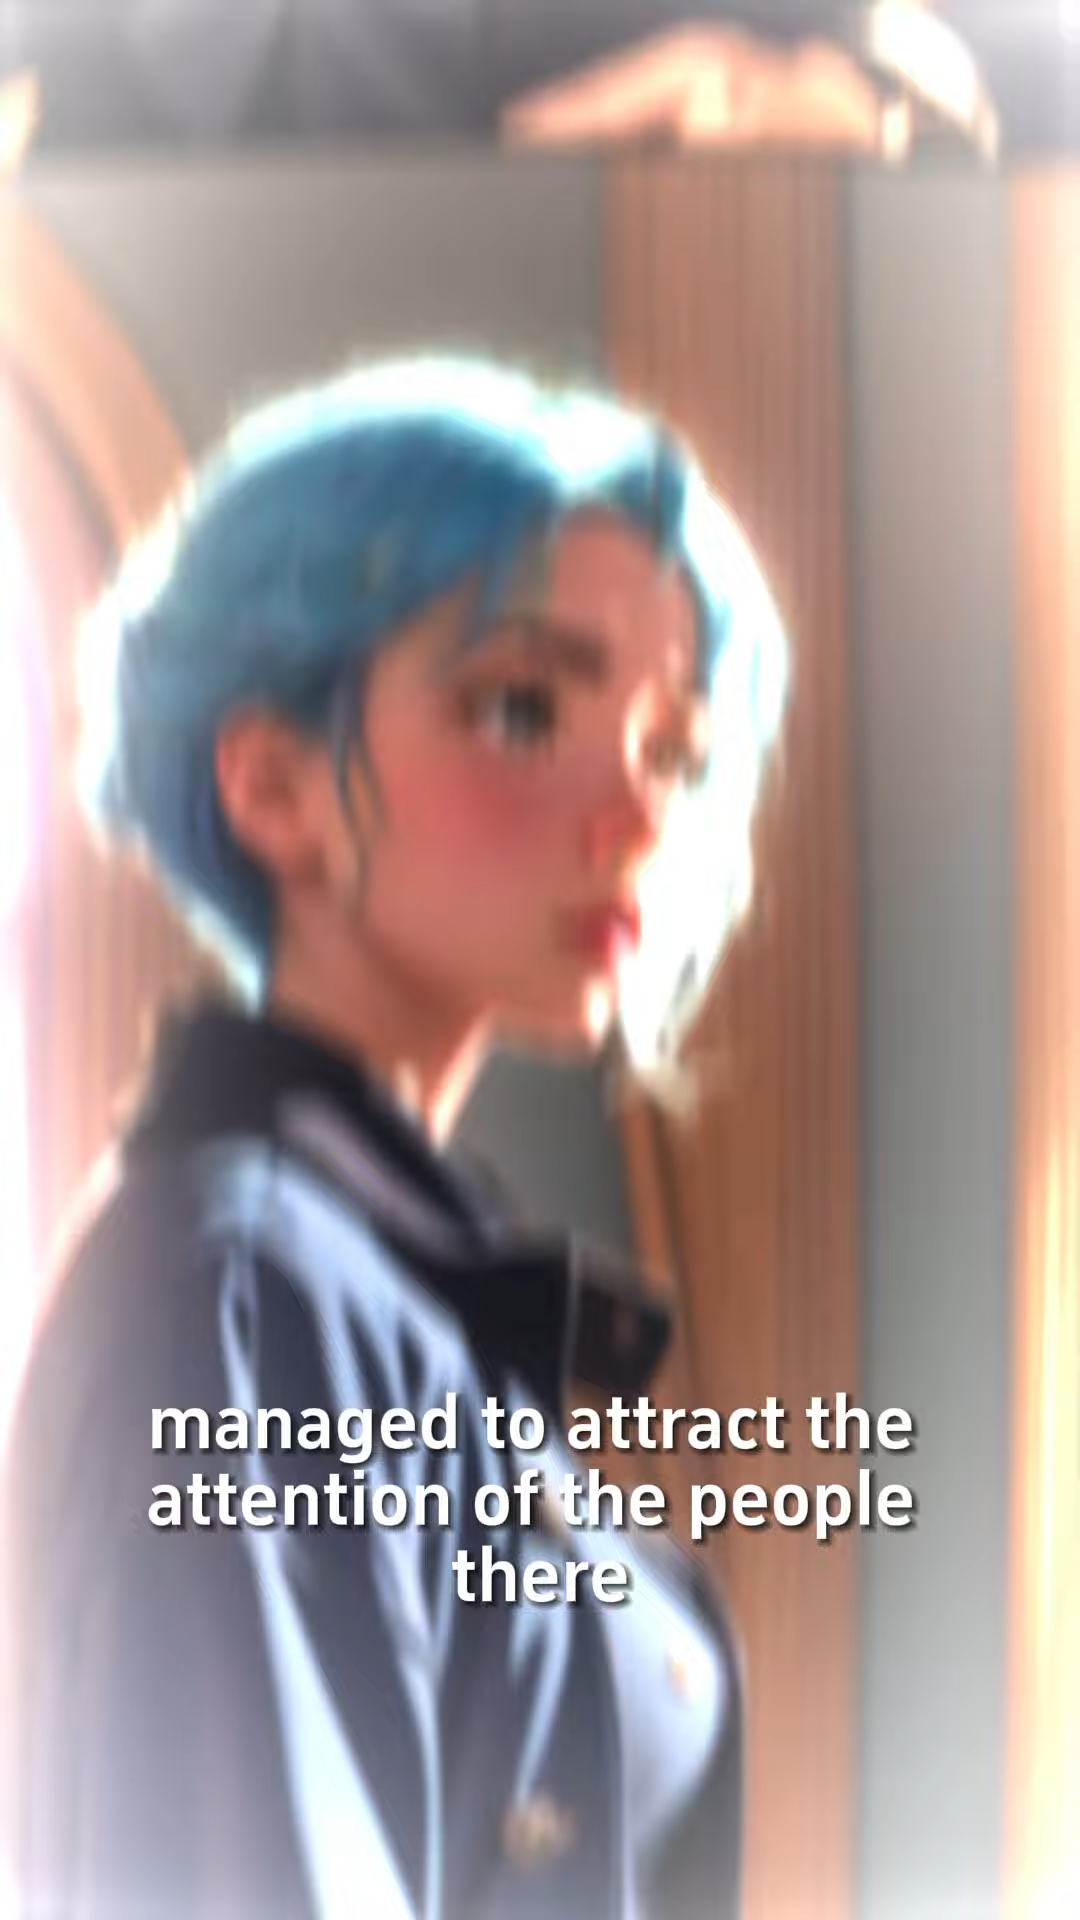 managed to attract the
attention of the people
there